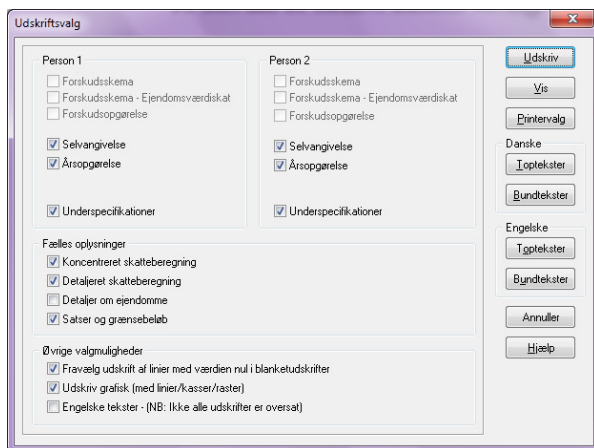 Udskriftsvalg
Person 1
Forskudsskema
Forskudsskema - Ejendomsværdiskat
Forskudsopgørelse
Selvangivelse
Årsopgørelse
Underspecifikationer
Person 2
Forskudsskema
Forskudsskema - Ejendomsværdiskat
Forskudsopgørelse
Selvangivelse
Årsopgørelse
Underspecifikationer
Fælles oplysninger
Koncentreret skatteberegning
Detaljeret skatteberegning
Detaljer om ejendomme
Satser og grænsebeløb
Øvrige valgmuligheder
Fravælg udskrift af linier med værdien nul i blanketudskrifter
Udskriv grafisk (med linier/kasser/raster)
Engelske tekster - (NB: Ikke alle udskrifter er oversat)
Udskriv
Vis
Printervalg
Danske
Toptekster
Bundtekster
Engelske
Toptekster
Bundtekster
Annuller
Hjælp